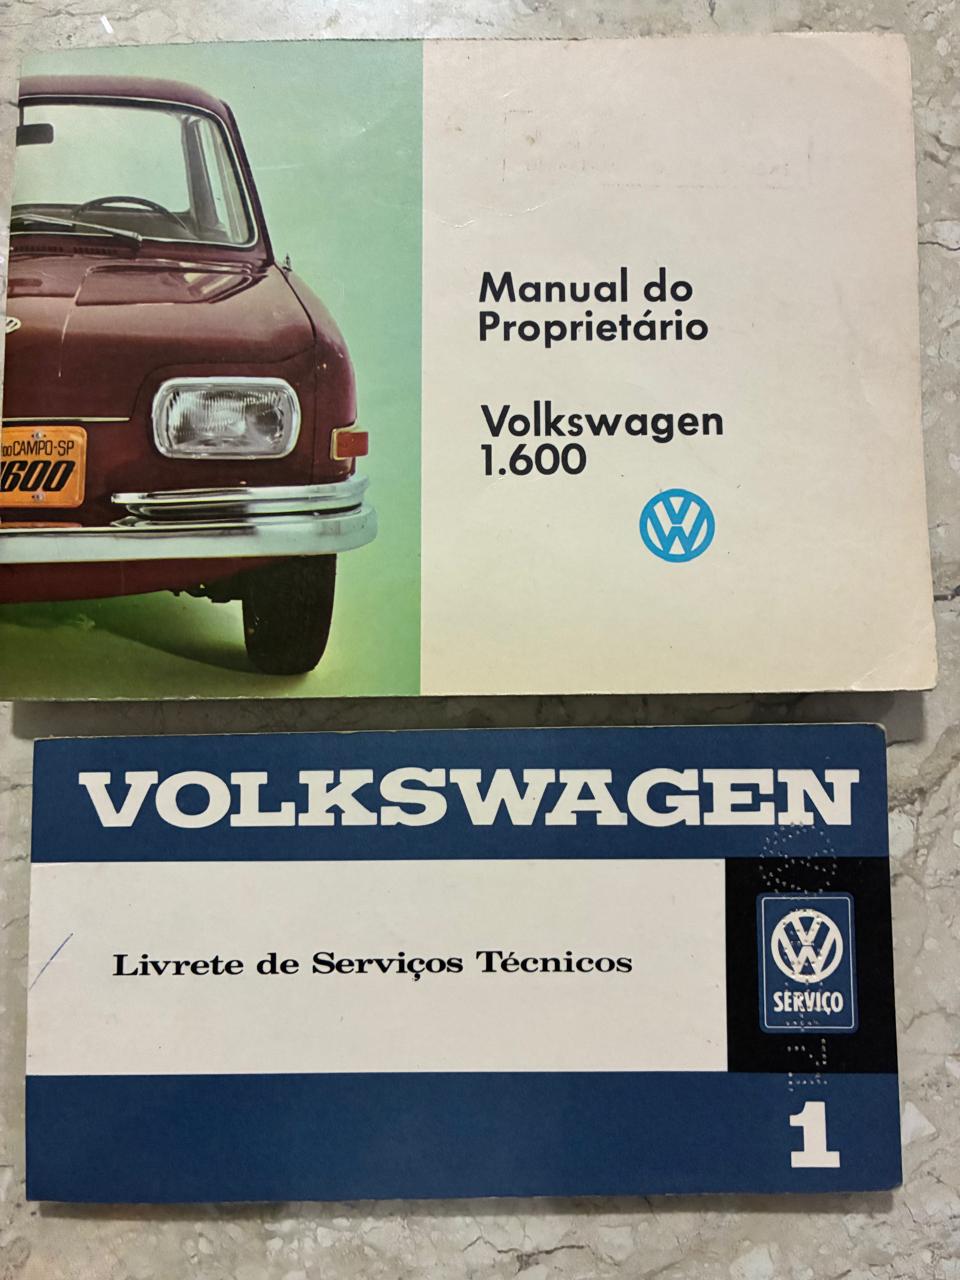 Manual do
Proprietário
Volkswagen
1.600
CAMPO-SP
1600
VOLKSWAGEN
Livrete de Serviços Técnicos
SERVIÇO
1